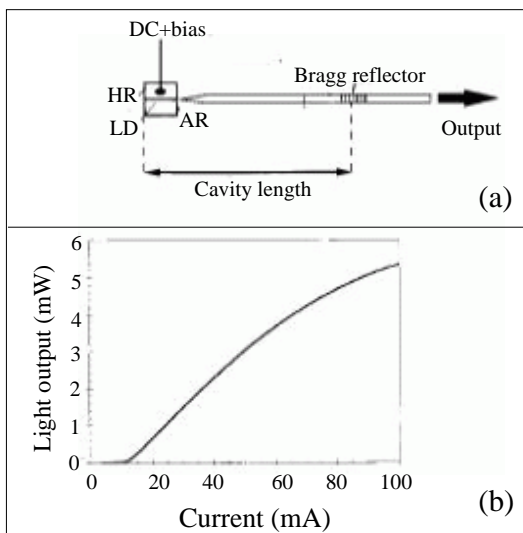 DC+bias
HR
Bragg reflector
LD
AR
Output
Cavity length
(a)
6
5
4
3
2
1
0
Light output (mW)
0 20 40 60 80 100
Current (mA)
(b)